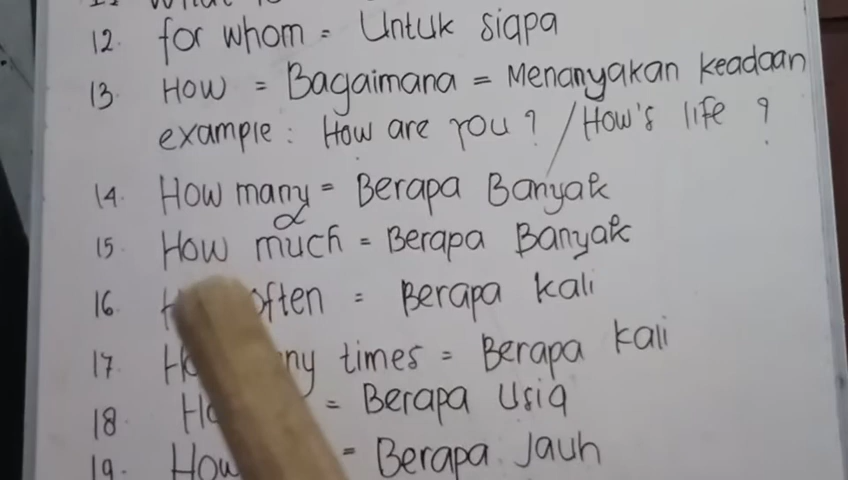 12. for whom = Untuk siapa
13. How = Bagaimana = Menanyakan keadaan
example: How are you? / How's life?
14. How many = Berapa Banyak
15. How much = Berapa Banyak
16. often = Berapa kali
17. times = Berapa kali
18. = Berapa Usia
19. How = Berapa Jauh